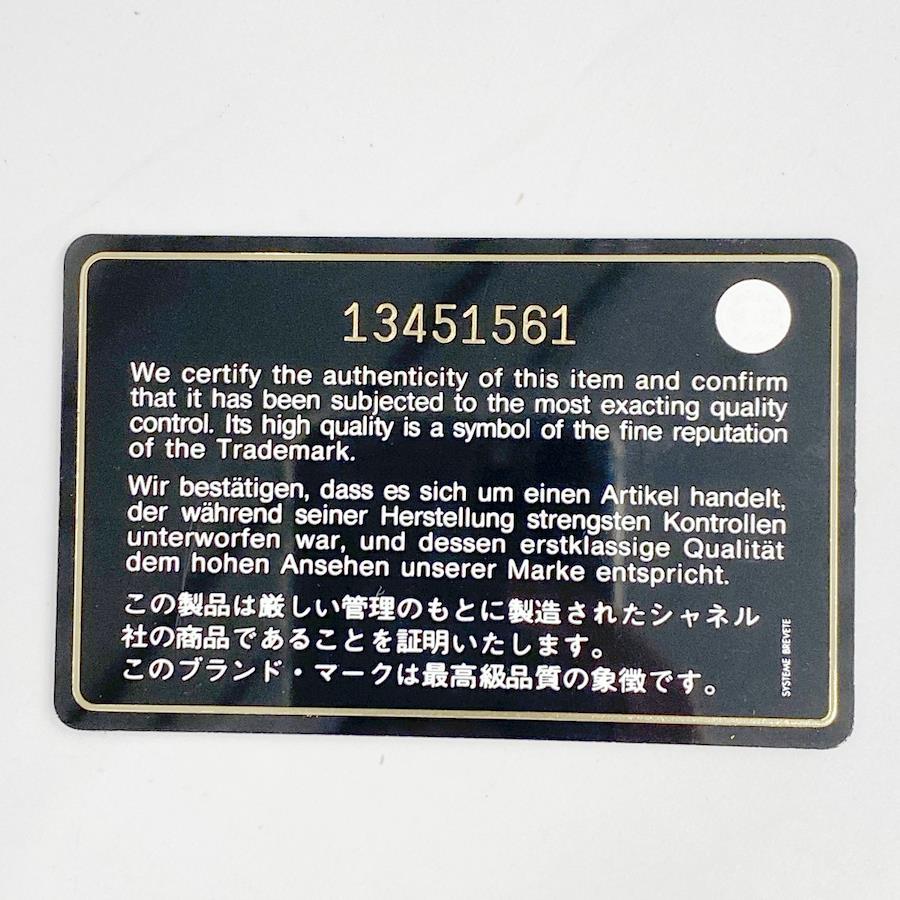 13451561
We certify the authenticity of this item and confirm
that it has been subjected to the most exacting quality
control. Its high quality is a symbol of the fine reputation
of the Trademark.
Wir bestätigen, dass es sich um einen Artikel handelt,
der während seiner Herstellung strengsten Kontrollen
unterworfen war, und dessen erstklassige Qualität
dem hohen Ansehen unserer Marke entspricht.
この製品は厳しい管理のもとに製造されたシャネル
社の商品であることを証明いたします。
このブランド・マークは最高級品質の象徴です。
SYSTEME BREVETE